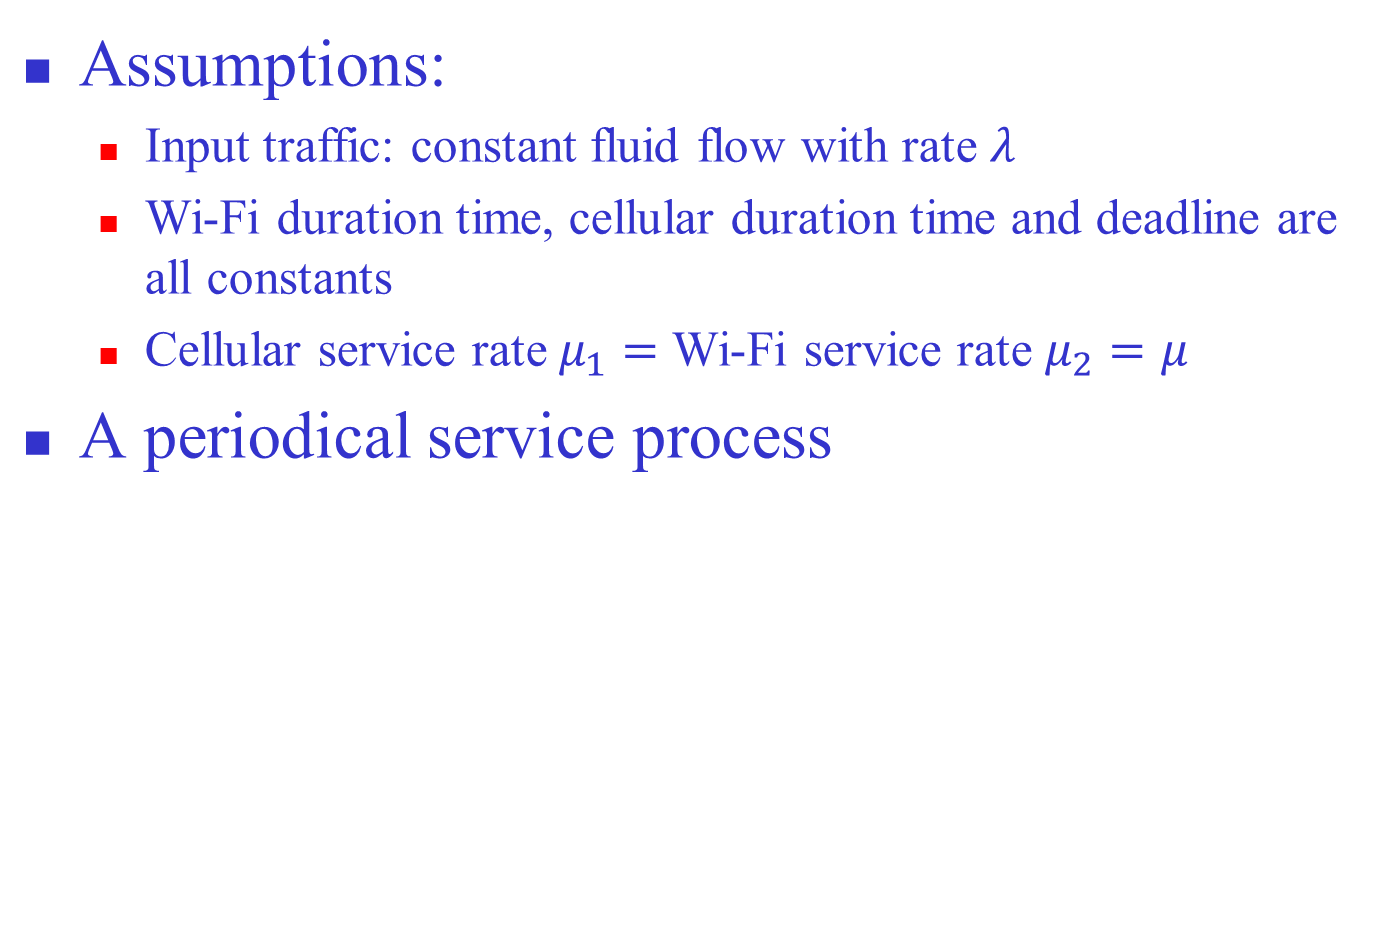 Assumptions:
Input traffic: constant fluid flow with rate λ
Wi-Fi duration time, cellular duration time and deadline are
all constants
Cellular service rate μ₁ = Wi-Fi service rate μ₂ = μ
A periodical service process